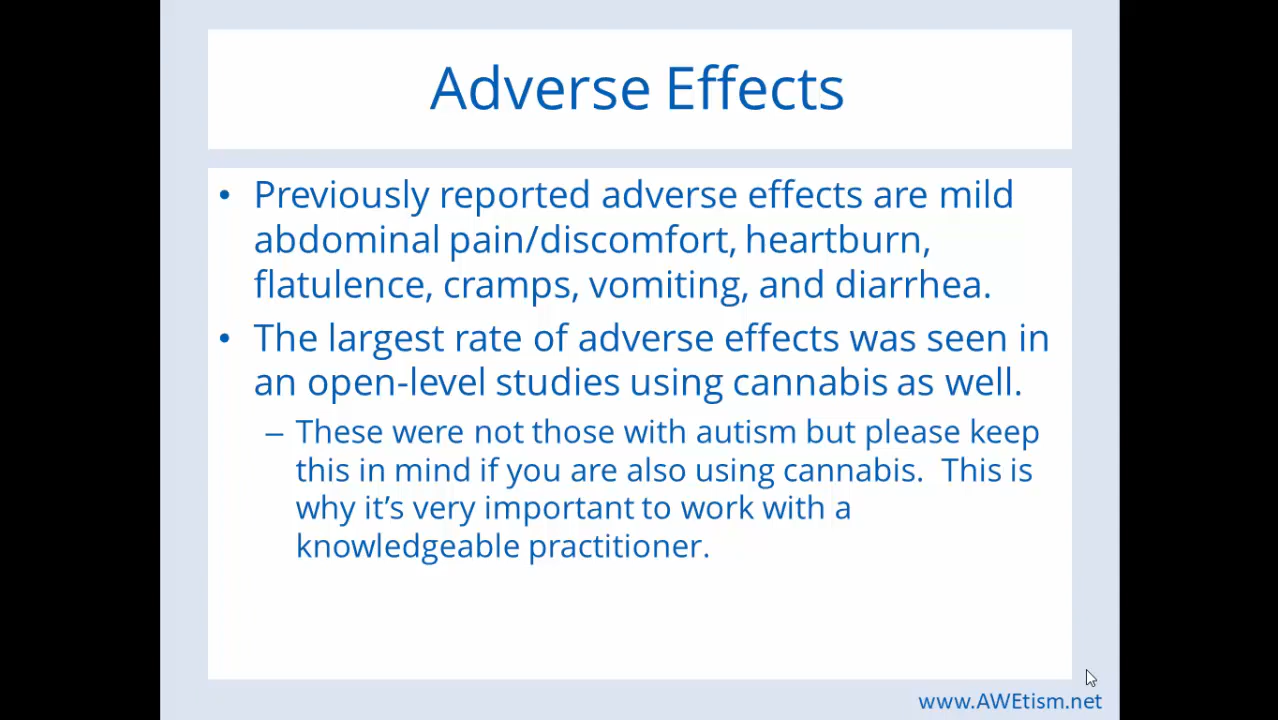 Adverse Effects
• Previously reported adverse effects are mild
abdominal pain/discomfort, heartburn,
flatulence, cramps, vomiting, and diarrhea.
• The largest rate of adverse effects was seen in
an open-level studies using cannabis as well.
– These were not those with autism but please keep
this in mind if you are also using cannabis.  This is
why it’s very important to work with a
knowledgeable practitioner.
www.AWEtism.net